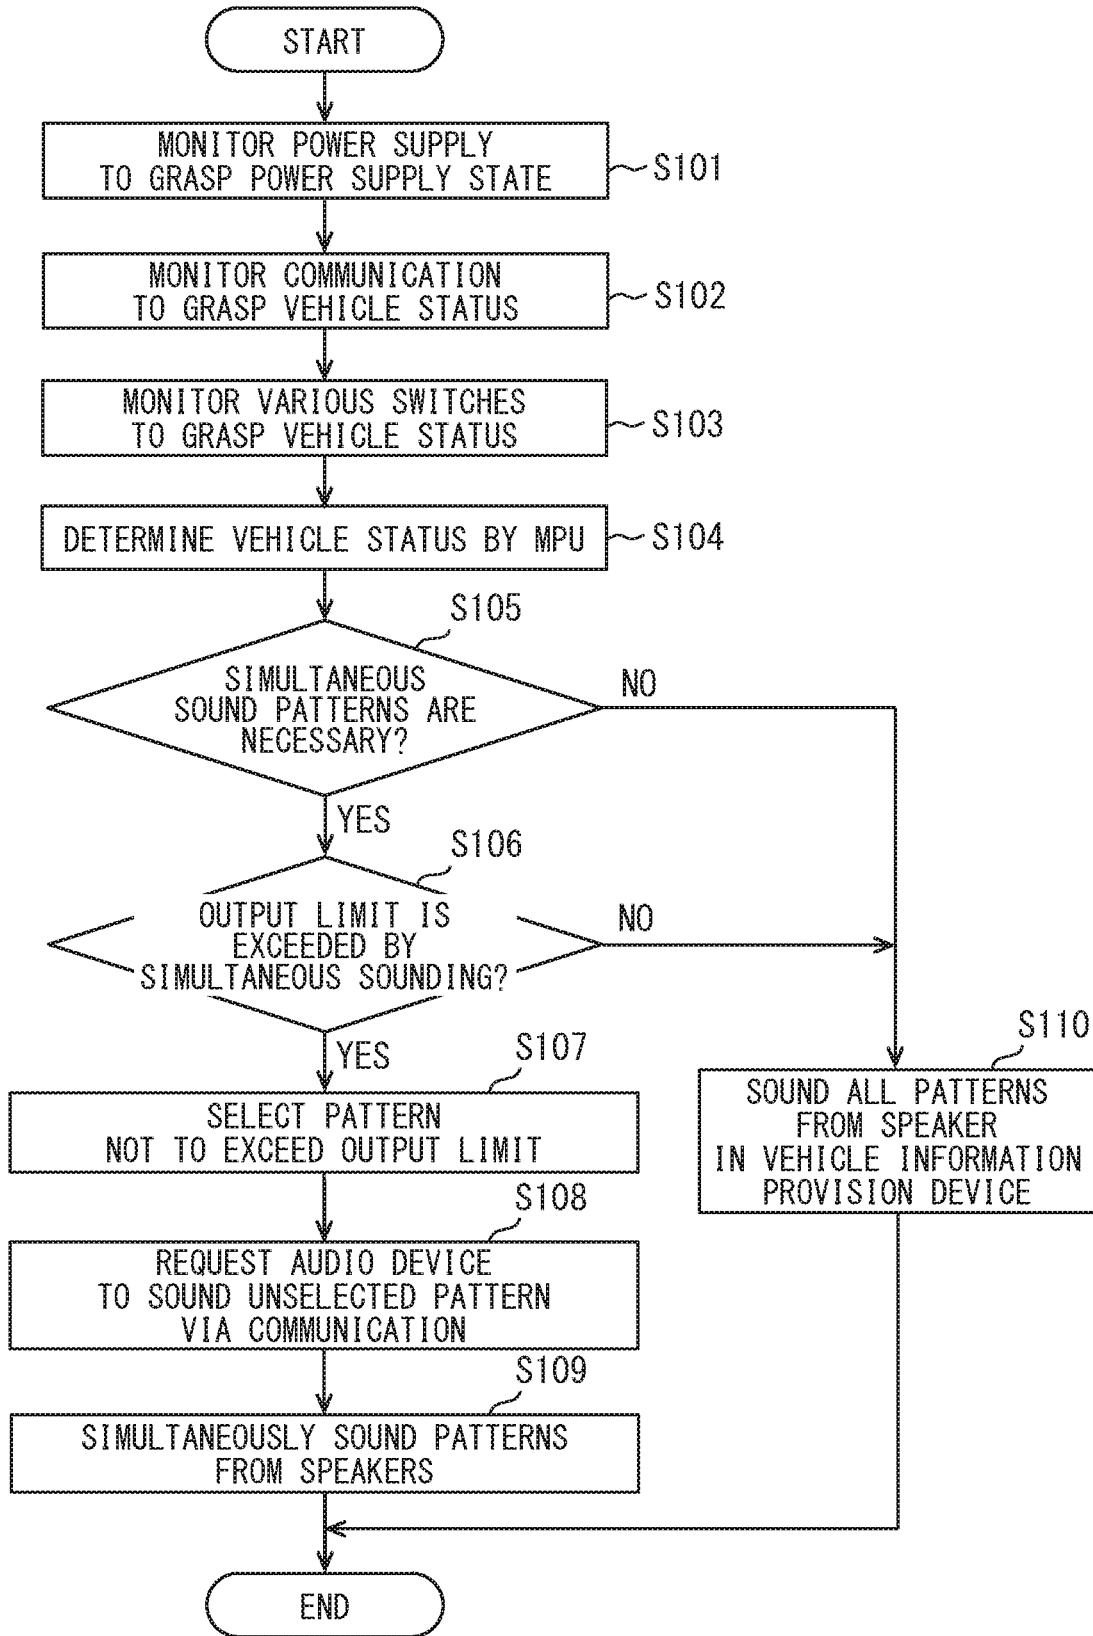 START
MONITOR POWER SUPPLY
TO GRASP POWER SUPPLY STATE
S101
MONITOR COMMUNICATION
TO GRASP VEHICLE STATUS
S102
MONITOR VARIOUS SWITCHES
TO GRASP VEHICLE STATUS
S103
DETERMINE VEHICLE STATUS BY MPU
S104
S105
SIMULTANEOUS
SOUND PATTERNS ARE
NECESSARY?
NO
YES
S106
OUTPUT LIMIT IS
EXCEEDED BY
SIMULTANEOUS SOUNDING?
NO
YES
S107
SELECT PATTERN
NOT TO EXCEED OUTPUT LIMIT
S110
SOUND ALL PATTERNS
FROM SPEAKER
IN VEHICLE INFORMATION
PROVISION DEVICE
S108
REQUEST AUDIO DEVICE
TO SOUND UNSELECTED PATTERN
VIA COMMUNICATION
S109
SIMULTANEOUSLY SOUND PATTERNS
FROM SPEAKERS
END